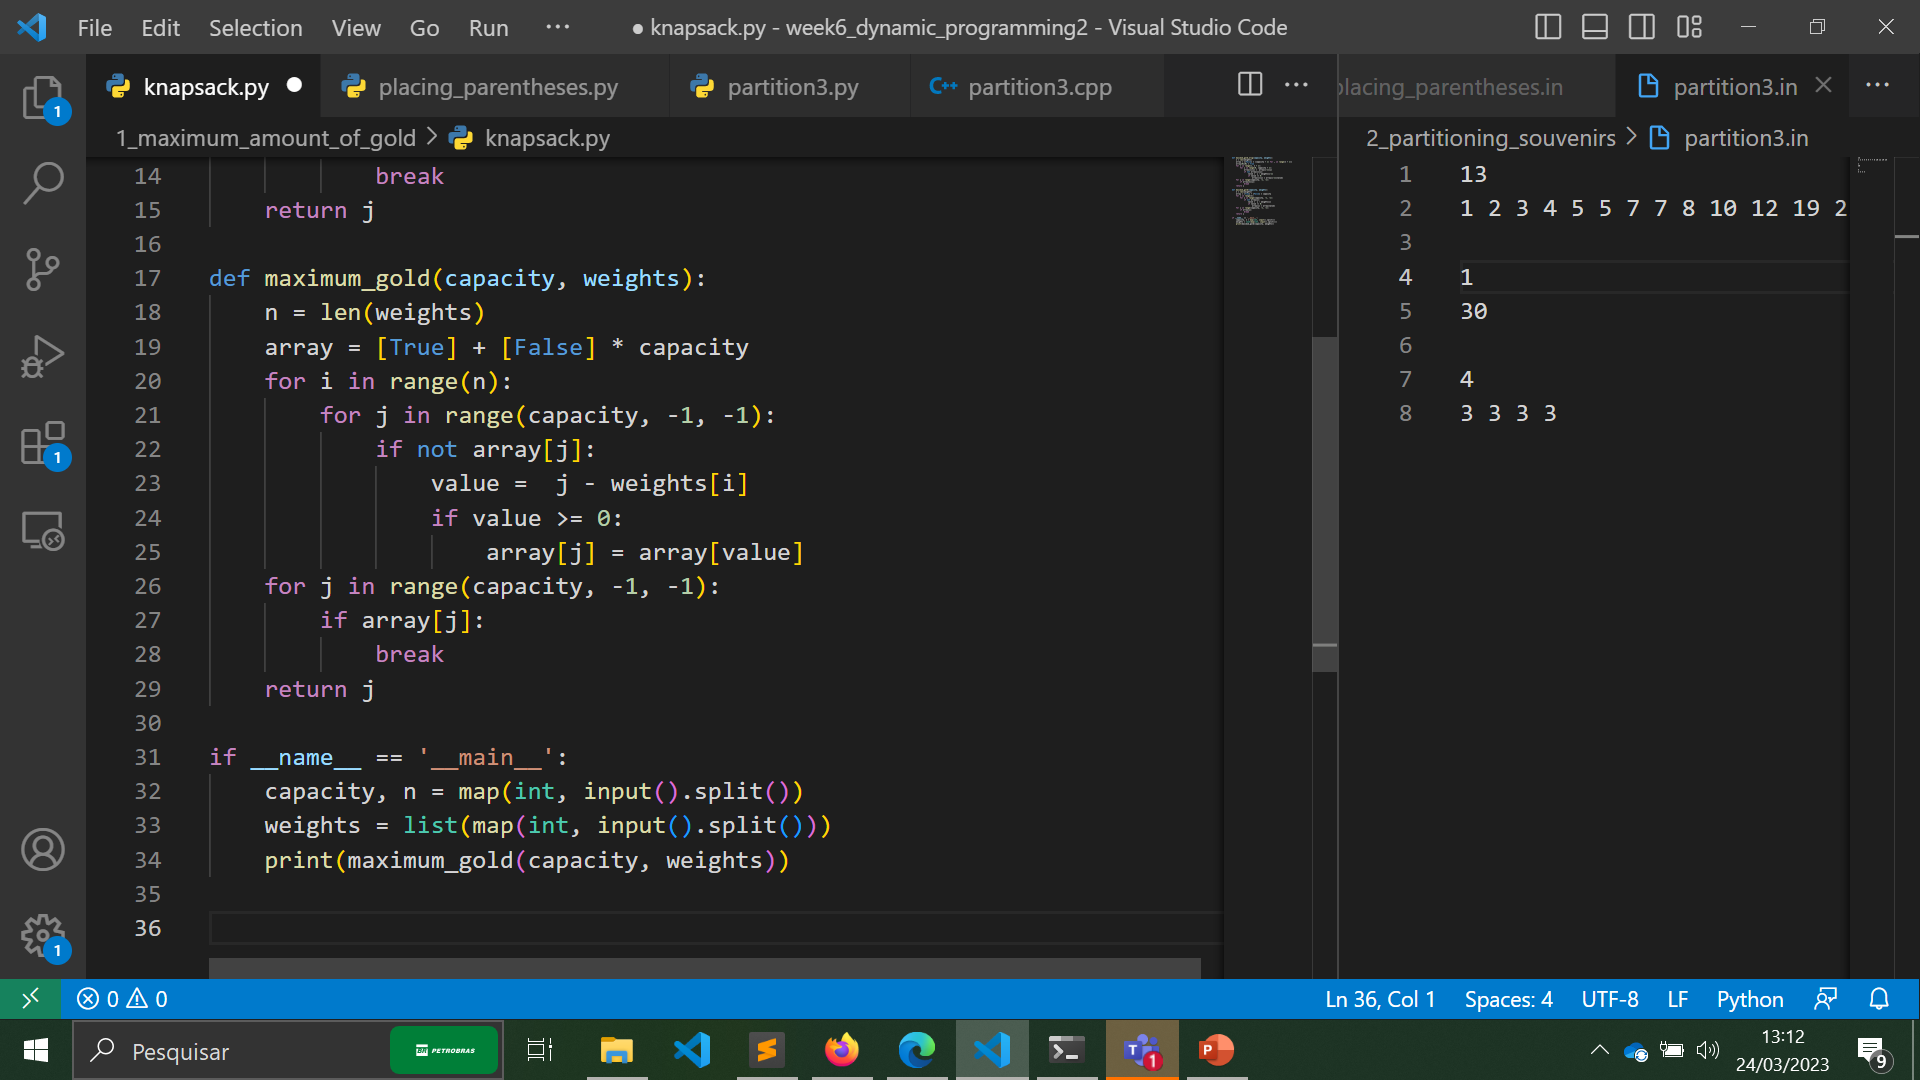 File Edit Selection View Go Run ··· ● knapsack.py - week6_dynamic_programming2 - Visual Studio Code
knapsack.py placing_parentheses.py partition3.py partition3.cpp ···
placing_parentheses.in partition3.in ···
1_maximum_amount_of_gold > knapsack.py
14 break
15 return j
16
17 def maximum_gold(capacity, weights):
18 n = len(weights)
19 array = [True] + [False] * capacity
20 for i in range(n):
21 for j in range(capacity, -1, -1):
22 if not array[j]:
23 value =  j - weights[i]
24 if value >= 0:
25 array[j] = array[value]
26 for j in range(capacity, -1, -1):
27 if array[j]:
28 break
29 return j
30
31 if __name__ == '__main__':
32 capacity, n = map(int, input().split())
33 weights = list(map(int, input().split()))
34 print(maximum_gold(capacity, weights))
35
36
2_partitioning_souvenirs > partition3.in
1 13
2 1 2 3 4 5 5 7 7 8 10 12 19 2
3
4 1
5 30
6
7 4
8 3 3 3 3
1
1
1
0 0 Ln 36, Col 1 Spaces: 4 UTF-8 LF Python
Pesquisar
BR PETROBRAS
1
13:12
24/03/2023
9